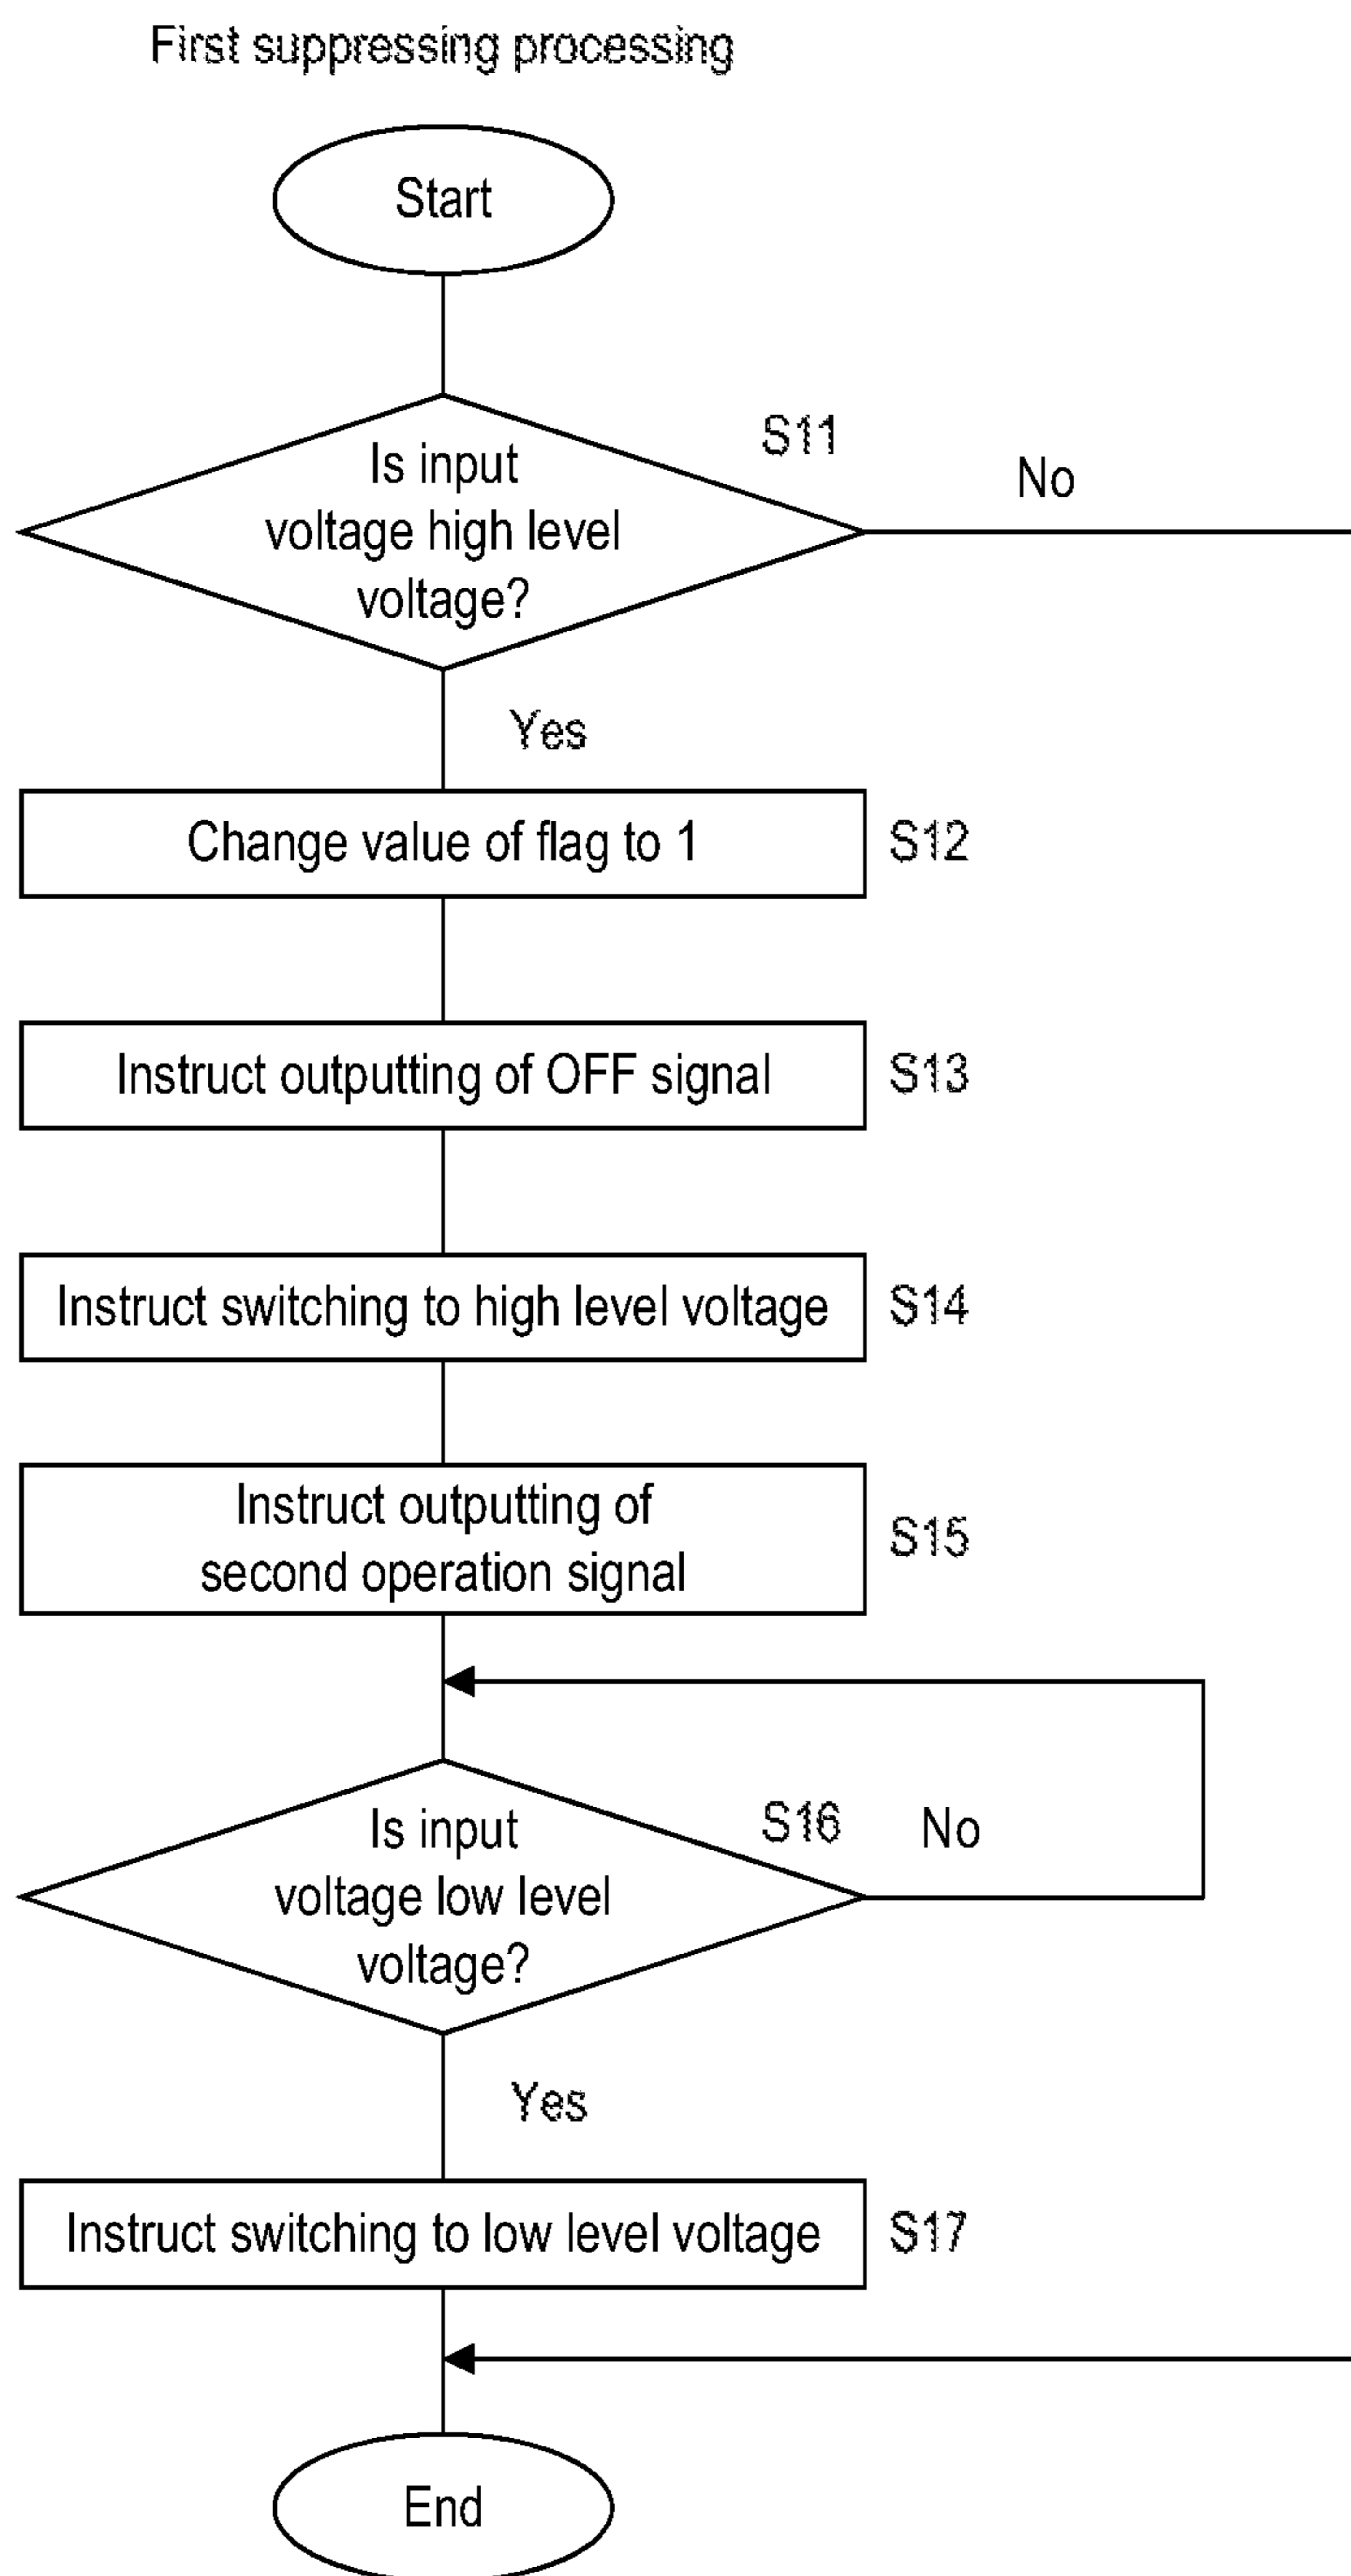 First suppressing processing
Start
Is input
voltage high level
voltage?
S11
No
Yes
Change value of flag to 1
S12
Instruct outputting of OFF signal
S13
Instruct switching to high level voltage
S14
Instruct outputting of
second operation signal
S15
Is input
voltage low level
voltage?
S16
No
Yes
Instruct switching to low level voltage
S17
End